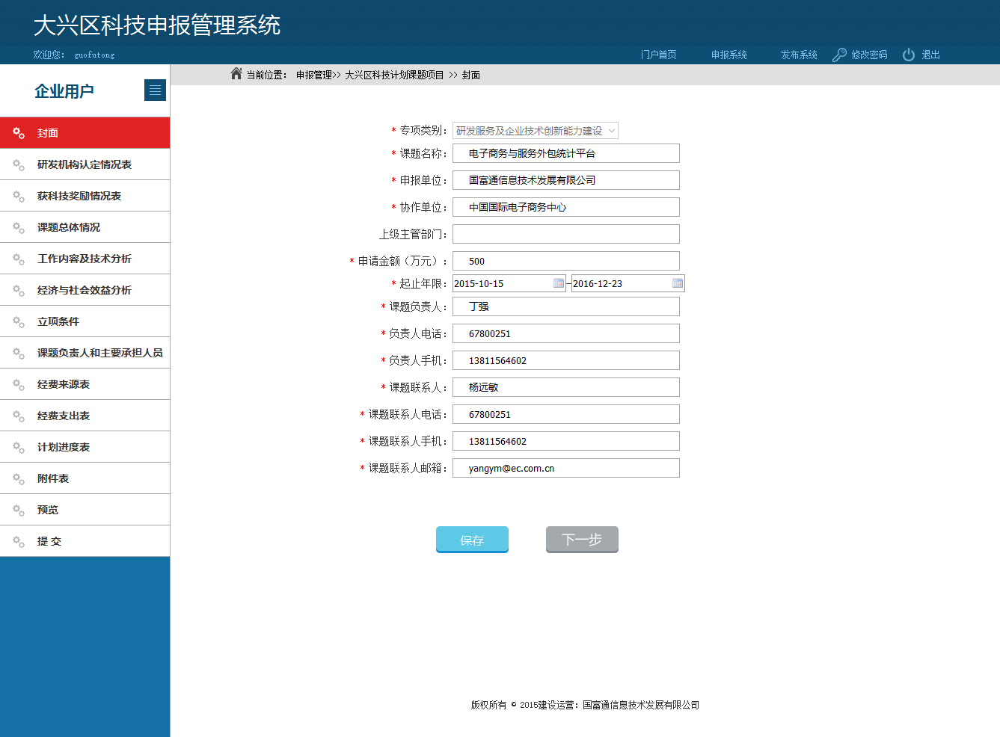 大兴区科技申报管理系统
欢迎您： guofutong 门户首页 申报系统 发布系统 修改密码 退出
企业用户
当前位置： 申报管理>> 大兴区科技计划课题项目 >> 封面
封面
研发机构认定情况表
获科技奖励情况表
课题总体情况
工作内容及技术分析
经济与社会效益分析
立项条件
课题负责人和主要承担人员
经费来源表
经费支出表
计划进度表
附件表
预览
提 交
* 专项类别： 研发服务及企业技术创新能力建设
* 课题名称： 电子商务与服务外包统计平台
* 申报单位： 国富通信息技术发展有限公司
* 协作单位： 中国国际电子商务中心
上级主管部门：
* 申请金额（万元）： 500
* 起止年限： 2015-10-15 — 2016-12-23
* 课题负责人： 丁强
* 负责人电话： 67800251
* 负责人手机： 13811564602
* 课题联系人： 杨远敏
* 课题联系人电话： 67800251
* 课题联系人手机： 13811564602
* 课题联系人邮箱： yangym@ec.com.cn
保存 下一步
版权所有 © 2015建设运营：国富通信息技术发展有限公司